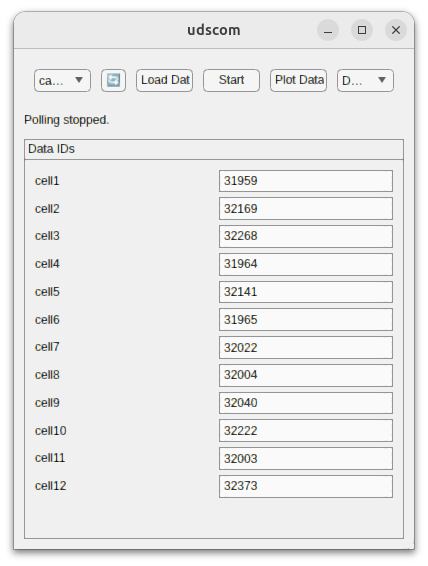 udscom
ca... Load Dat Start Plot Data D...
Polling stopped.
Data IDs
cell1 31959
cell2 32169
cell3 32268
cell4 31964
cell5 32141
cell6 31965
cell7 32022
cell8 32004
cell9 32040
cell10 32222
cell11 32003
cell12 32373